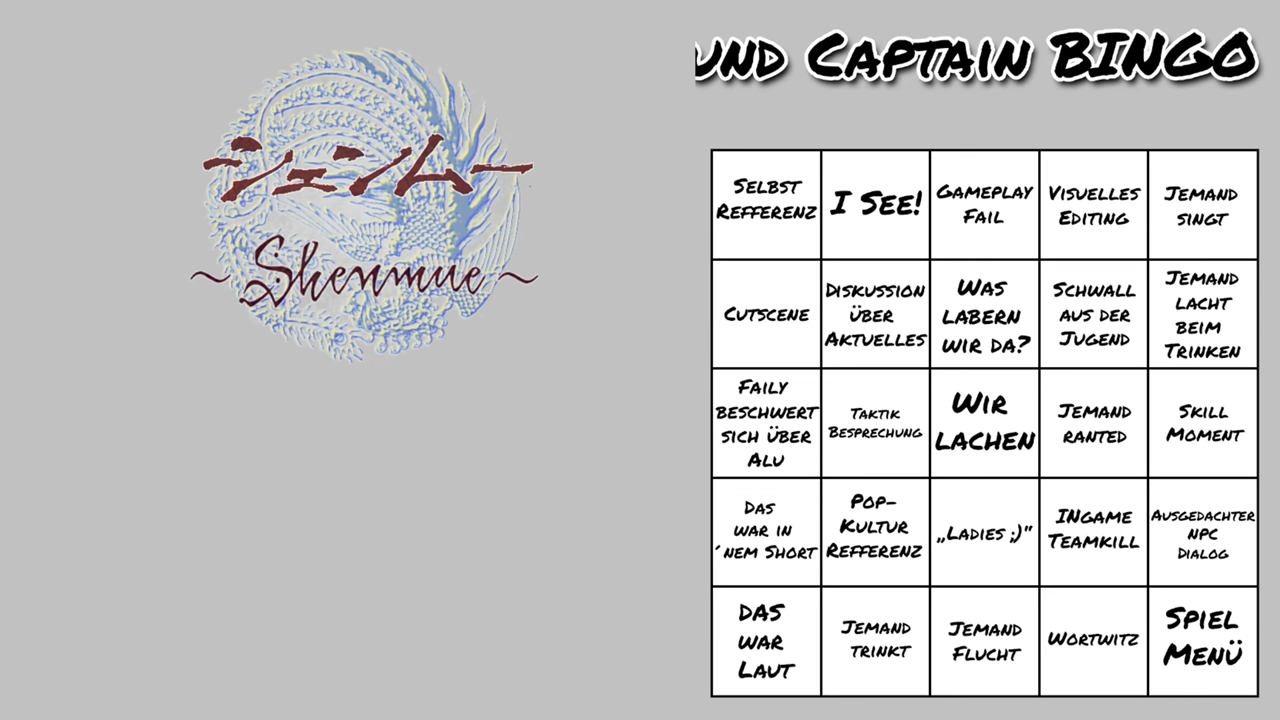 und Captain BINGO
シェンムー
~ Shenmue ~
Selbst
Refferenz
I See!
Gameplay
Fail
Visuelles
Editing
Jemand
singt
Cutscene
Diskussion
über
Aktuelles
Was
labern
wir da?
Schwall
aus der
Jugend
Jemand
lacht
beim
Trinken
Faily
beschwert
sich über
Alu
Taktik
Besprechung
Wir
lachen
Jemand
ranted
Skill
Moment
Das
war in
´nem Short
Pop-
Kultur
Refferenz
„Ladies ;)"
INgame
Teamkill
Ausgedachter
NPC
Dialog
DAS
WAR
Laut
Jemand
trinkt
Jemand
Flucht
Wortwitz
Spiel
Menü